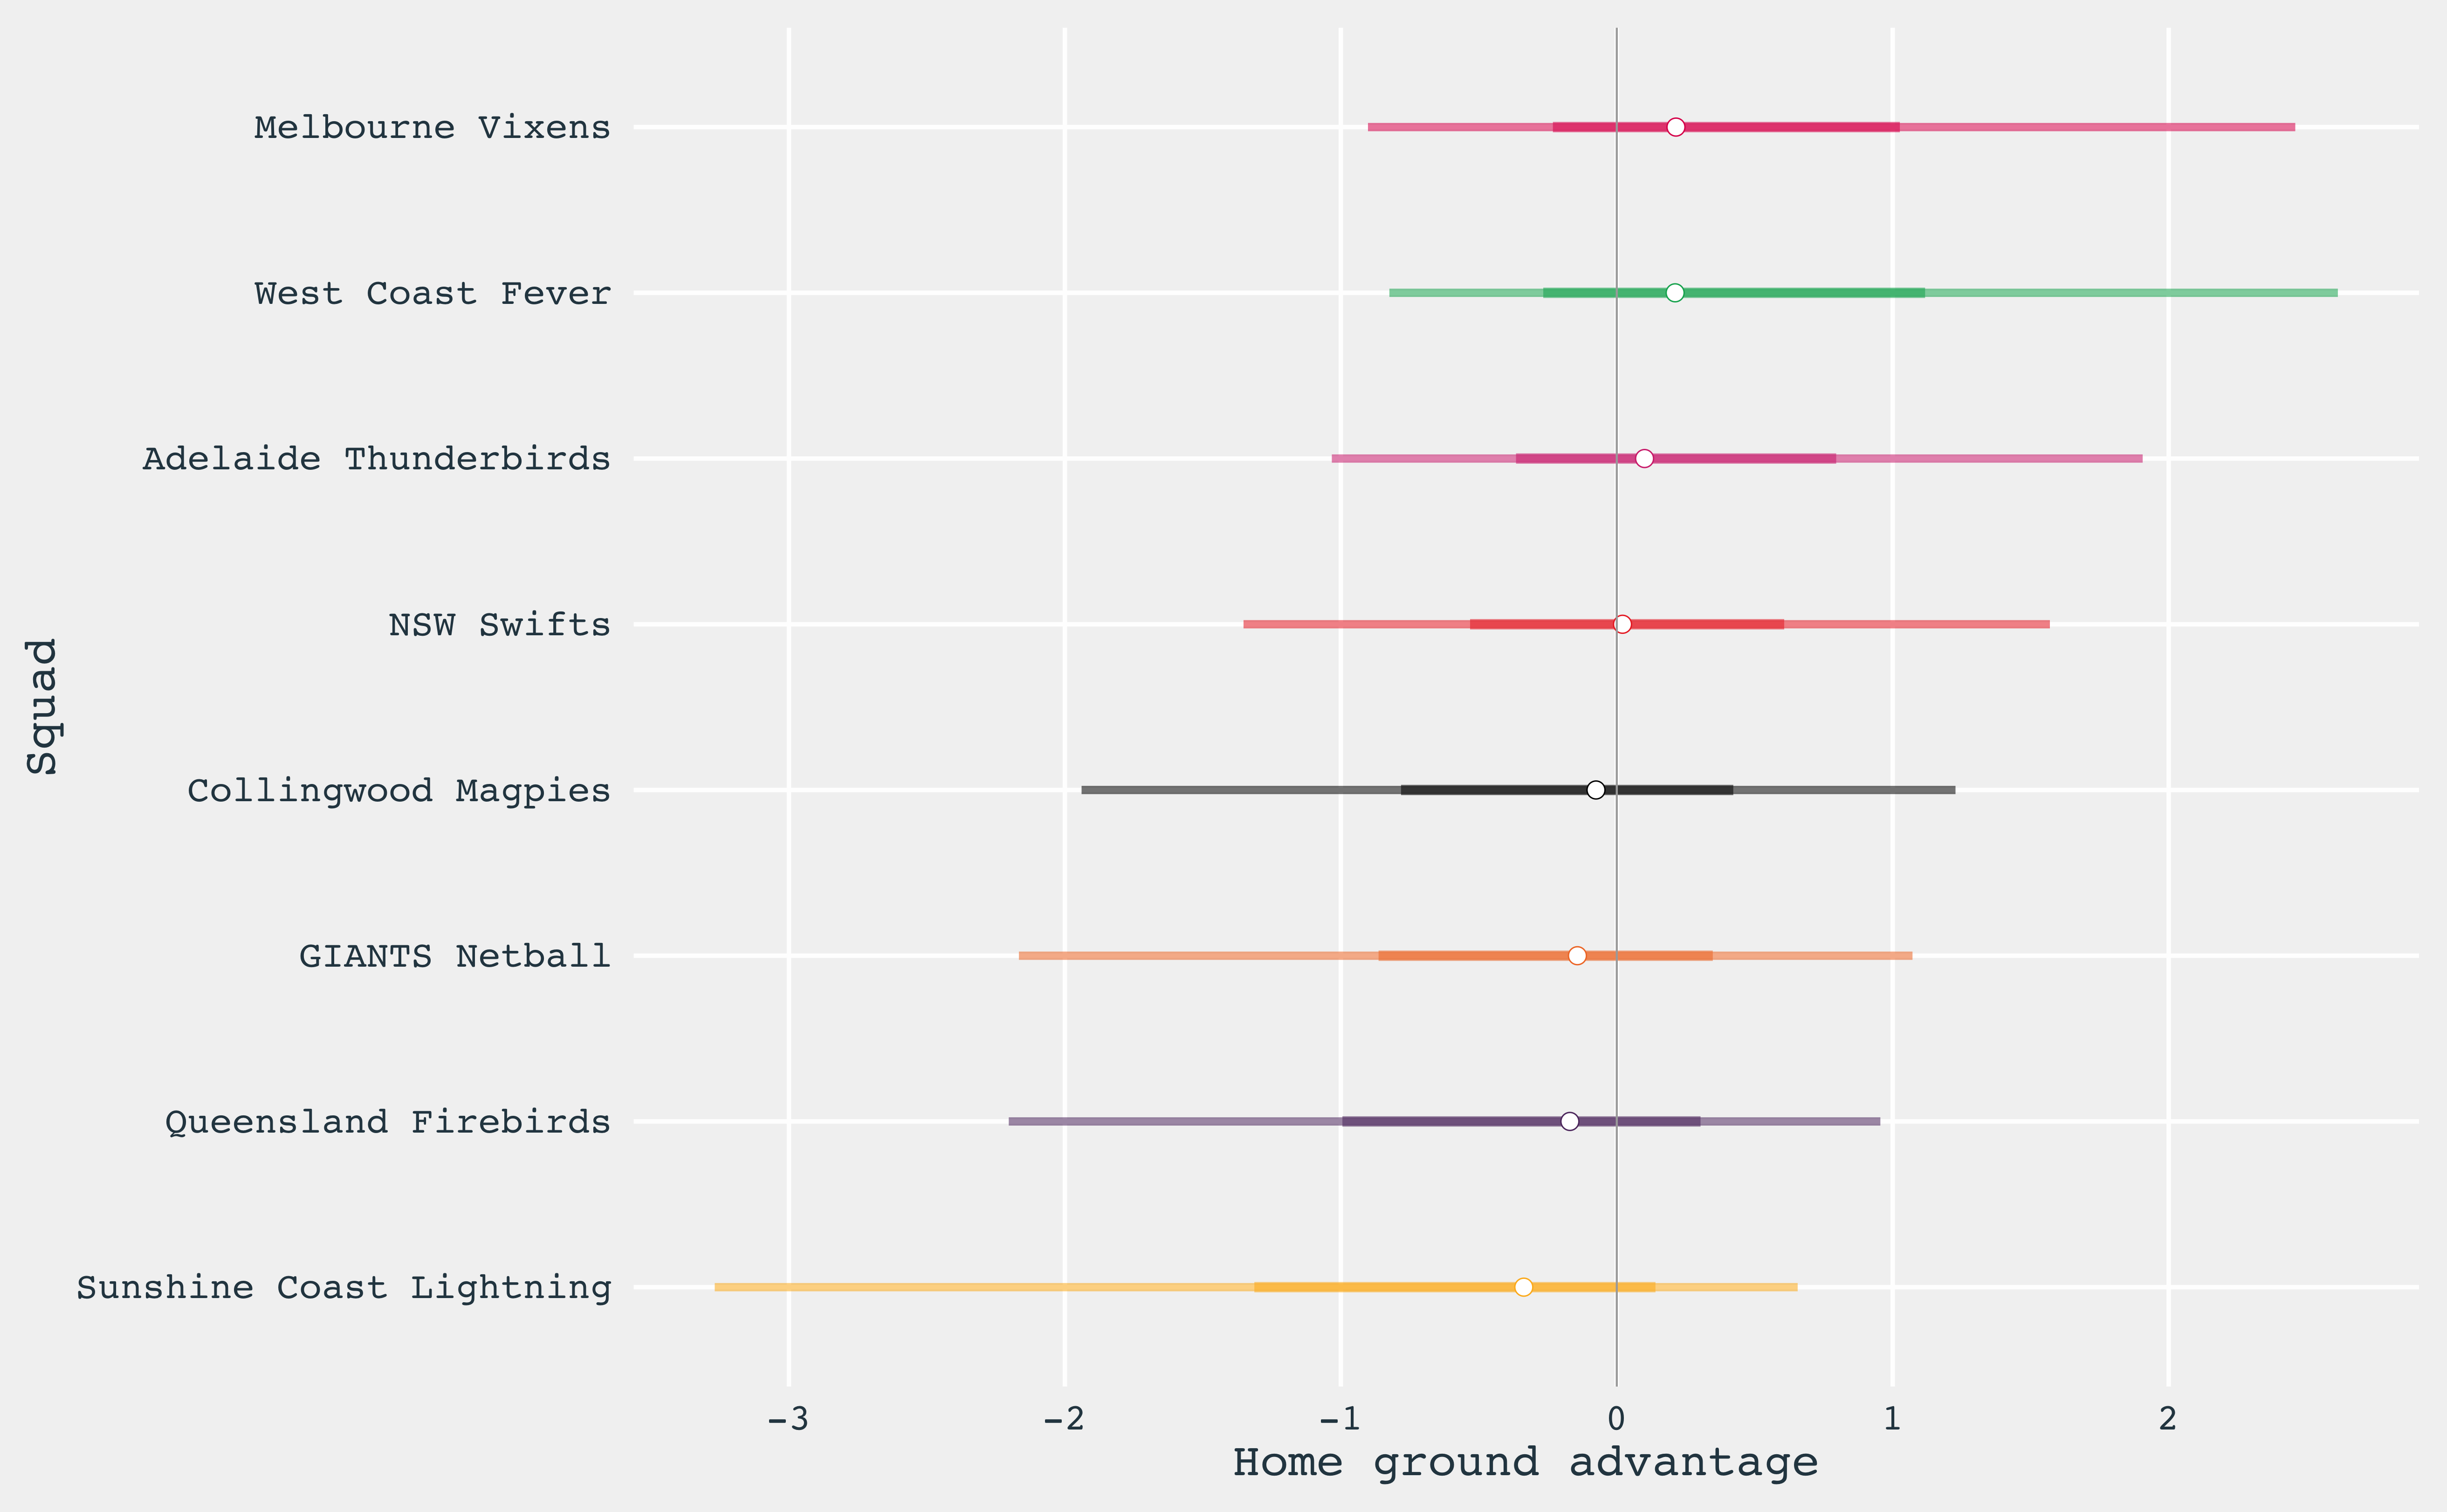 Melbourne Vixens
West Coast Fever
Adelaide Thunderbirds
NSW Swifts
Collingwood Magpies
GIANTS Netball
Queensland Firebirds
Sunshine Coast Lightning
Squad
-3 -2 -1 0 1 2
Home ground advantage